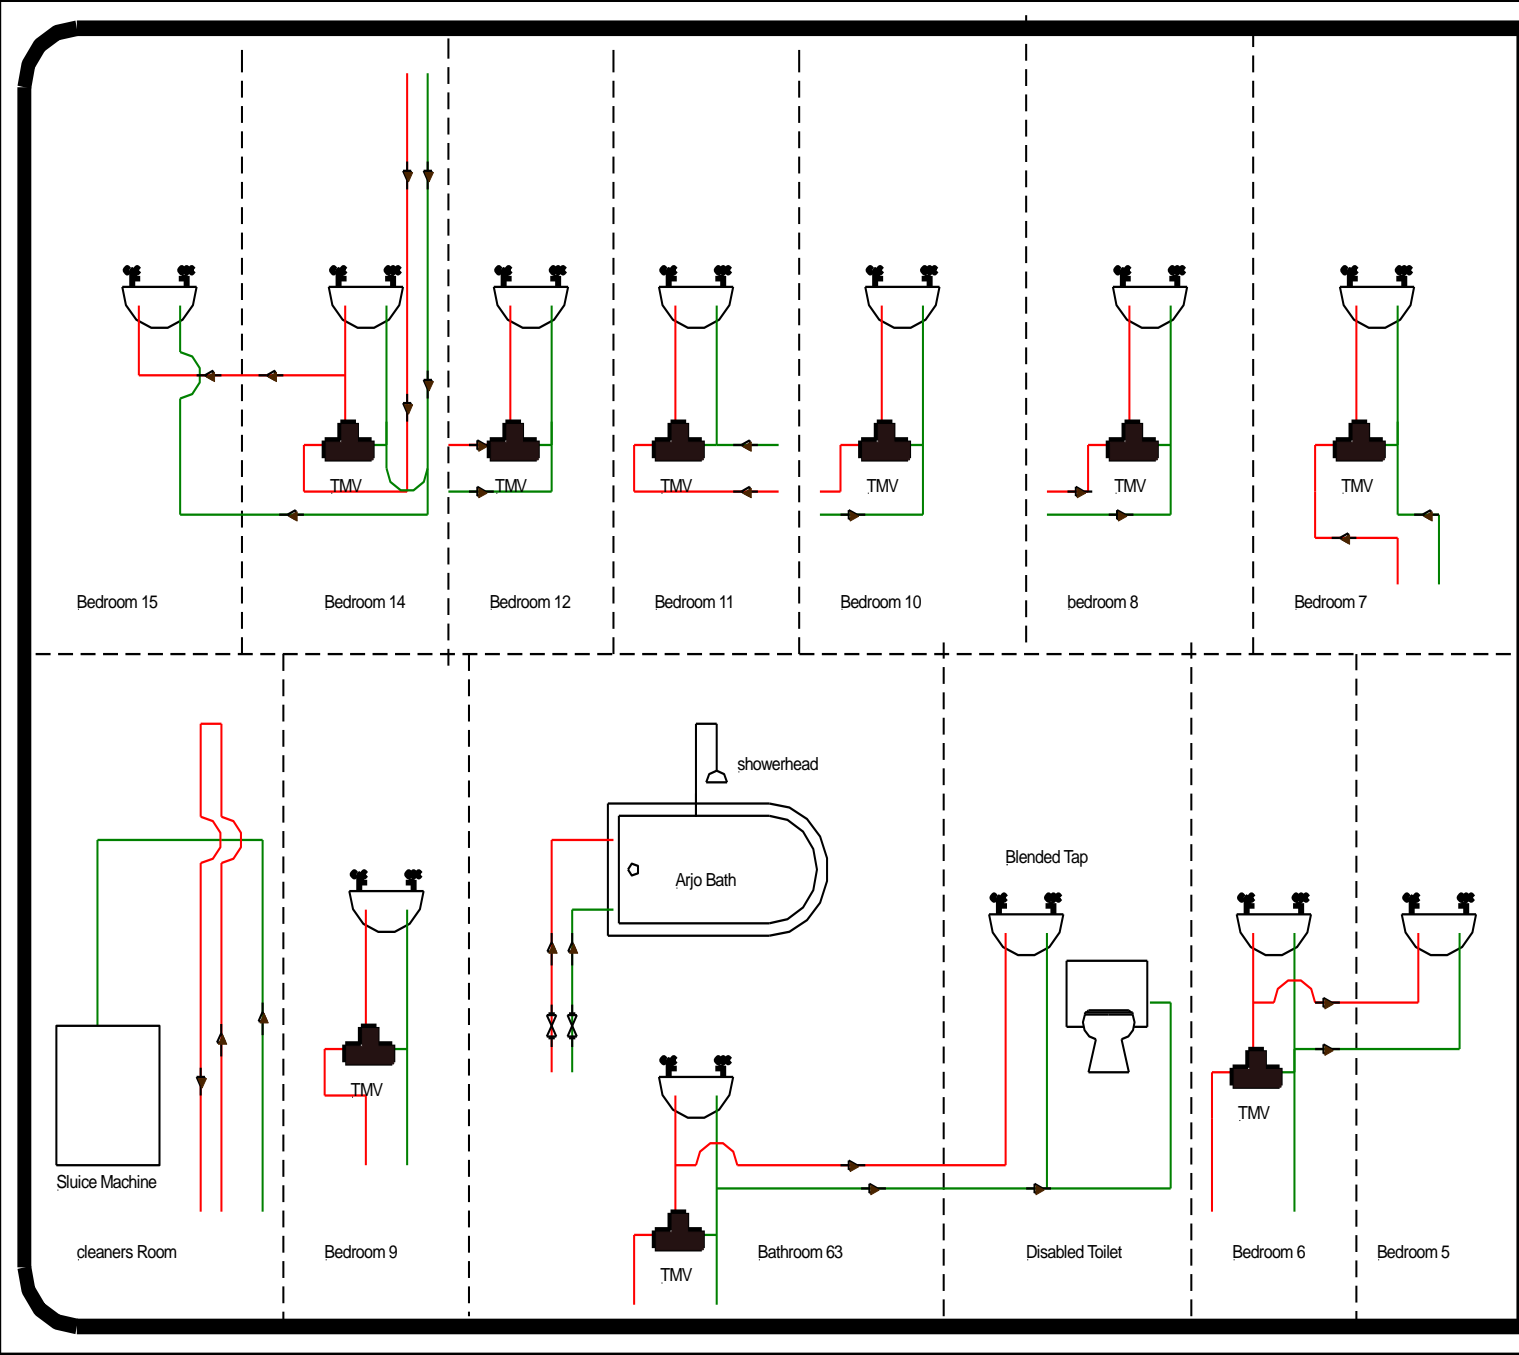 TMV
TMV
TMV
TMV
TMV
TMV
Bedroom 15
Bedroom 14
Bedroom 12
Bedroom 11
Bedroom 10
bedroom 8
Bedroom 7
showerhead
Blended Tap
Arjo Bath
TMV
TMV
Sluice Machine
cleaners Room
Bedroom 9
Bathroom 63
Disabled Toilet
Bedroom 6
Bedroom 5
TMV